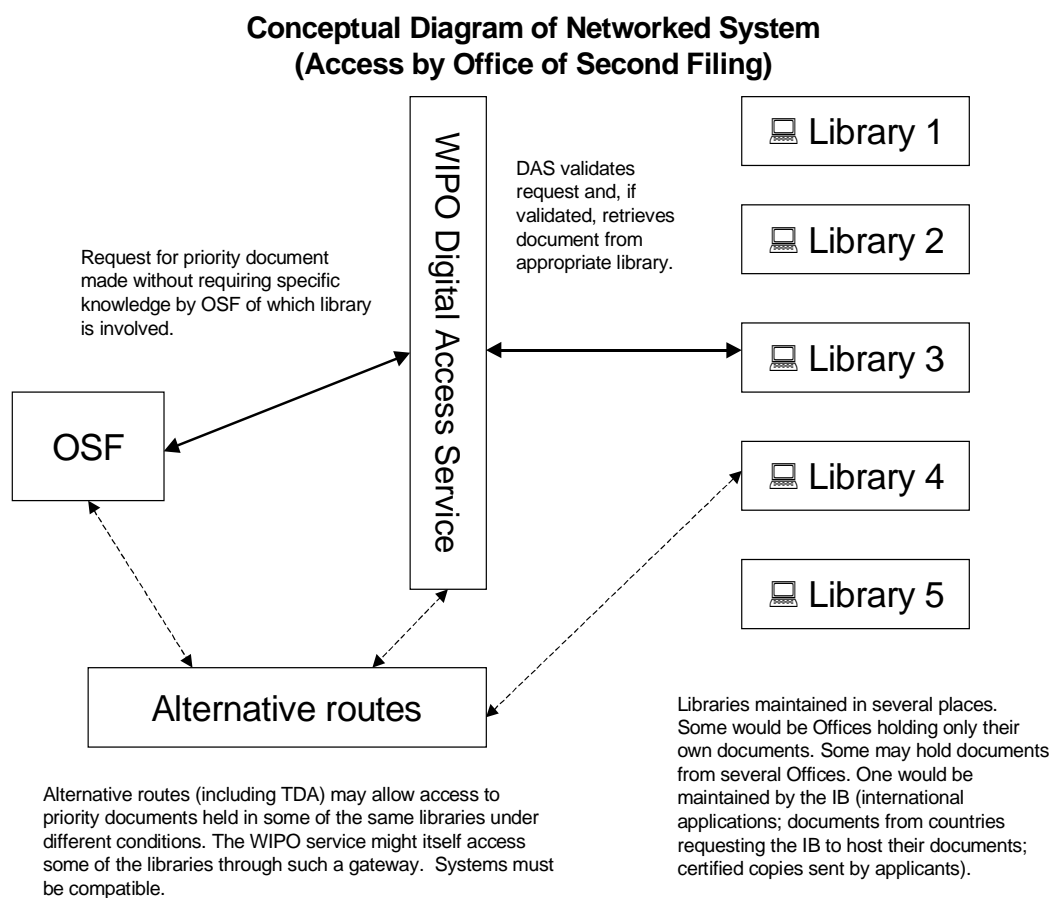 Conceptual Diagram of Networked System
(Access by Office of Second Filing)
WIPO Digital Access Service
Library 1
Library 2
Library 3
Library 4
Library 5
DAS validates
request and, if
validated, retrieves
document from
appropriate library.
Request for priority document
made without requiring specific
knowledge by OSF of which library
is involved.
OSF
Alternative routes
Alternative routes (including TDA) may allow access to
priority documents held in some of the same libraries under
different conditions. The WIPO service might itself access
some of the libraries through such a gateway.  Systems must
be compatible.
Libraries maintained in several places.
Some would be Offices holding only their
own documents. Some may hold documents
from several Offices. One would be
maintained by the IB (international
applications; documents from countries
requesting the IB to host their documents;
certified copies sent by applicants).